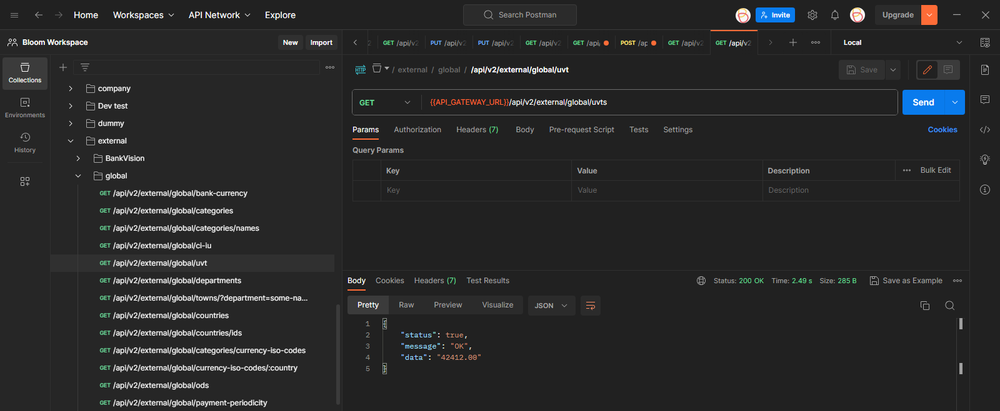 Home Workspaces API Network Explore Search Postman Invite Upgrade
Bloom Workspace New Import
GET /api/v2 PUT /api/v2 PUT /api/v2 GET /api/v2 GET /api/ POST /ap GET /api/v2 GET /api/v2 Local
Collections
Environments
History
company
Dev test
dummy
external
BankVision
global
GET /api/v2/external/global/bank-currency
GET /api/v2/external/global/categories
GET /api/v2/external/global/categories/names
GET /api/v2/external/global/ci-iu
GET /api/v2/external/global/uvt
GET /api/v2/external/global/departments
GET /api/v2/external/global/towns/?department=some-na...
GET /api/v2/external/global/countries
GET /api/v2/external/global/countries/ids
GET /api/v2/external/global/categories/currency-iso-codes
GET /api/v2/external/global/currency-iso-codes/:country
GET /api/v2/external/global/ods
GET /api/v2/external/global/payment-periodicity
HTTP / external / global / /api/v2/external/global/uvt Save
GET {{API_GATEWAY_URL}}/api/v2/external/global/uvts Send
Params Authorization Headers (7) Body Pre-request Script Tests Settings Cookies
Query Params
Key Value Description Bulk Edit
Key Value Description
Body Cookies Headers (7) Test Results Status: 200 OK Time: 2.49 s Size: 285 B Save as Example
Pretty Raw Preview Visualize JSON
1 {
2 "status": true,
3 "message": "OK",
4 "data": "42412.00"
5 }